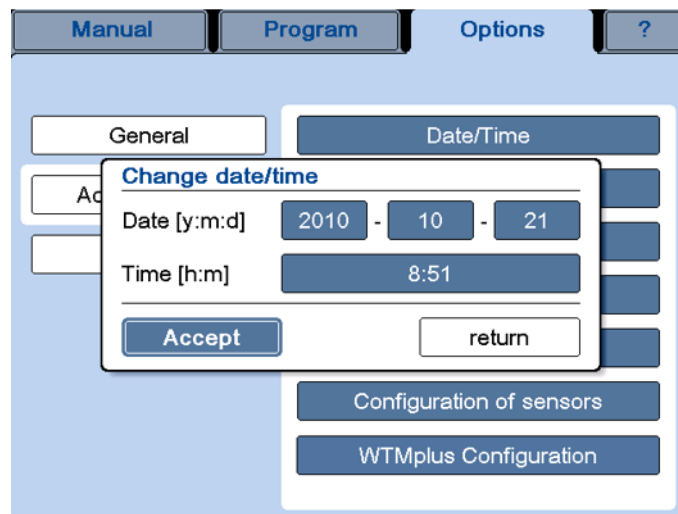 Manual Program Options ?
General Date/Time
Change date/time
Date [y:m:d] 2010 - 10 - 21
Time [h:m] 8:51
Accept return
Configuration of sensors
WTMplus Configuration